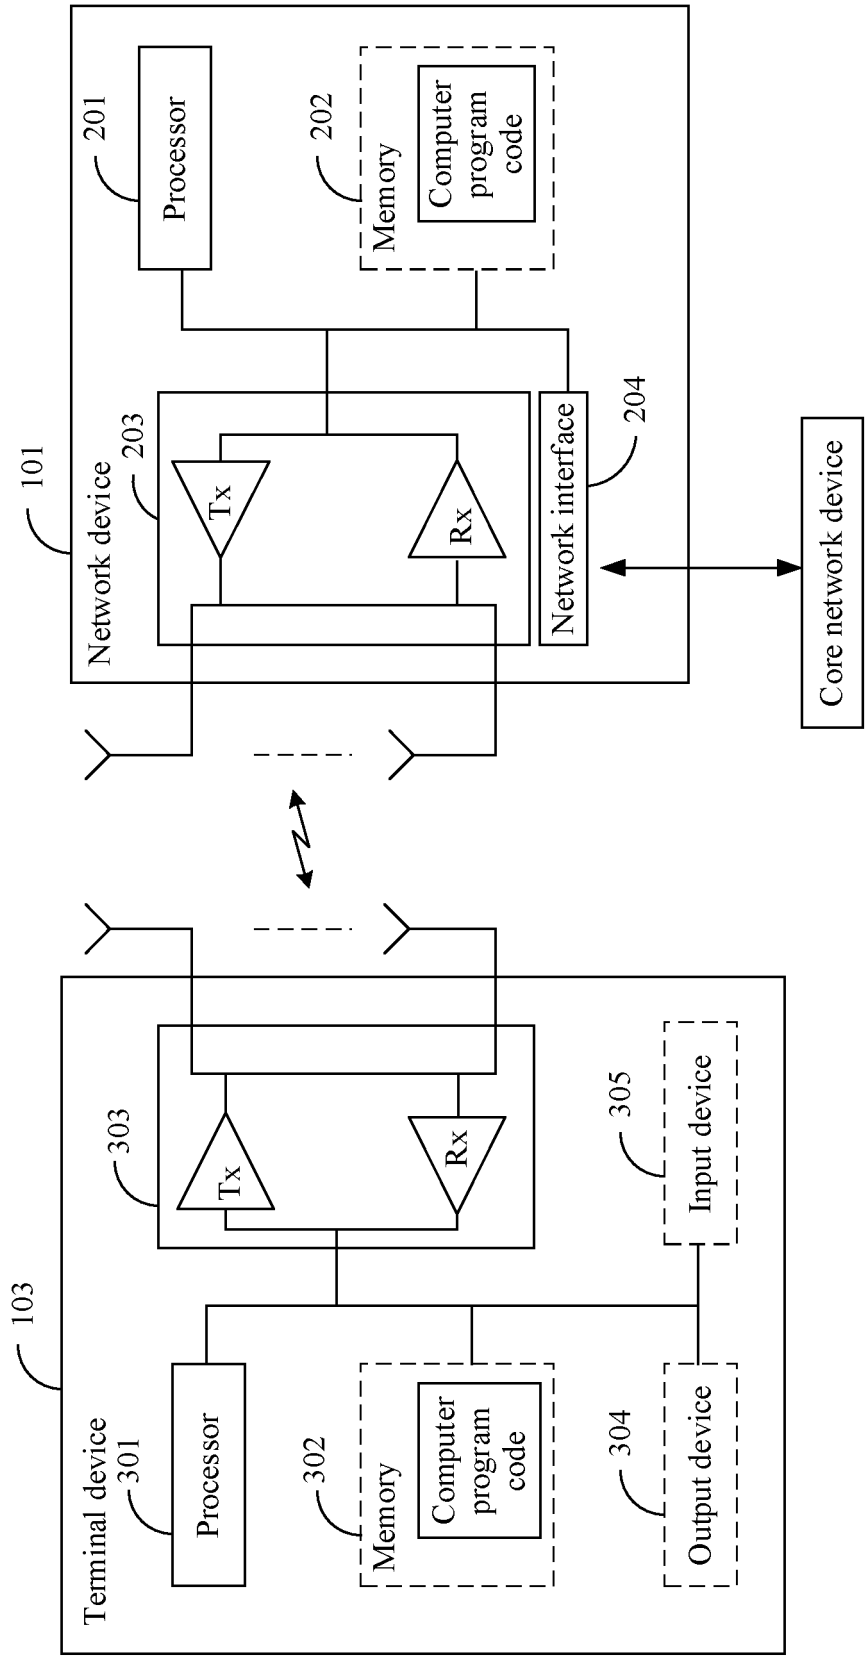 103
Terminal device
301
Processor
303
Tx
302
Memory
Computer
program
code
Rx
304
Output device
305
Input device
101
Network device
203
Tx
201
Processor
Rx
202
Memory
Computer
program
code
Network interface
204
Core network device